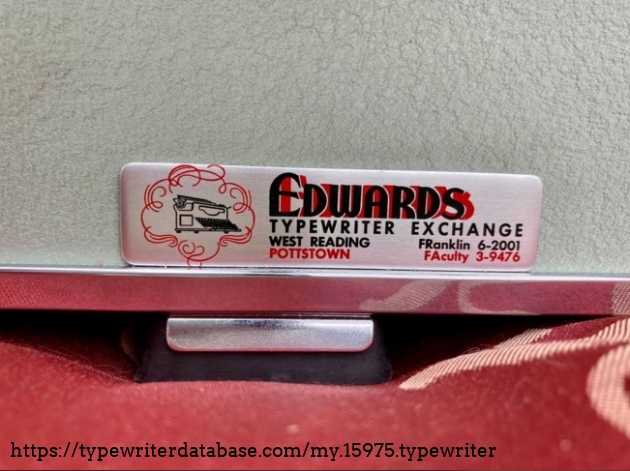 EDWARDS
TYPEWRITER EXCHANGE
WEST READING FRanklin 6-2001
POTTSTOWN FAculty 3-9476
https://typewriterdatabase.com/my.15975.typewriter